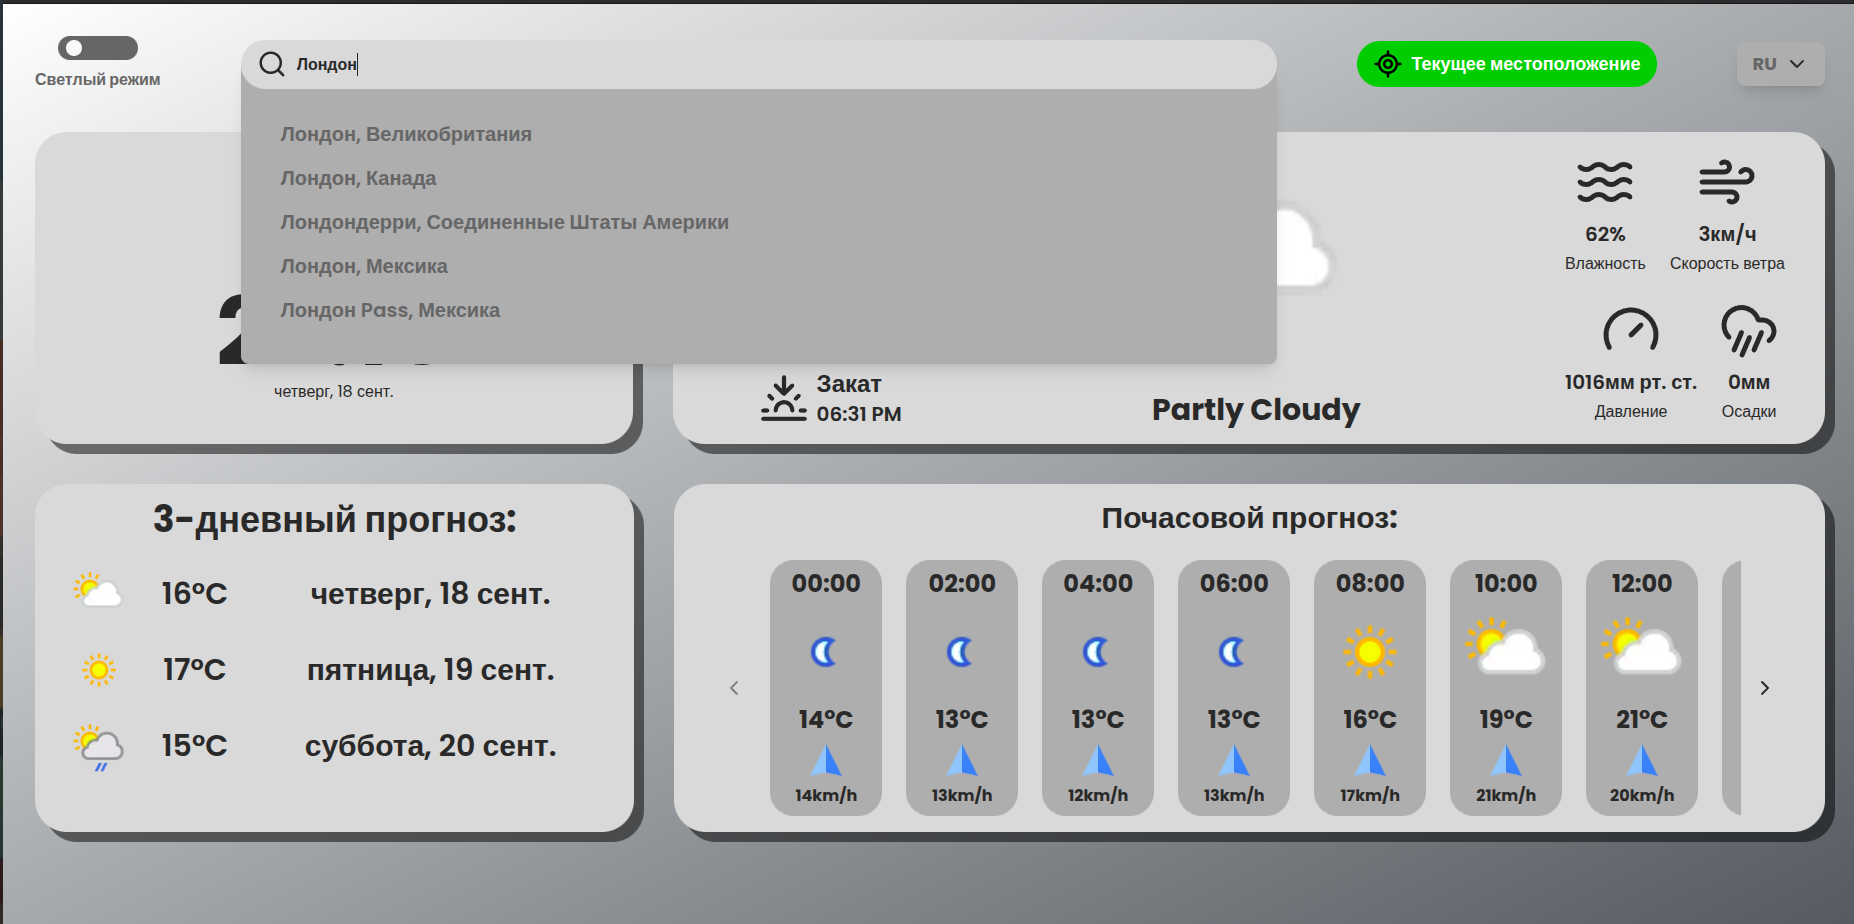 Светлый режим
Лондон
Текущее местоположение
RU
Лондон, Великобритания
Лондон, Канада
Лондондерри, Соединенные Штаты Америки
Лондон, Мексика
Лондон Pass, Мексика
четверг, 18 сент.
Закат
06:31 PM
Partly Cloudy
62%
Влажность
3км/ч
Скорость ветра
1016мм рт. ст.
Давление
0мм
Осадки
3-дневный прогноз:
16°C четверг, 18 сент.
17°C пятница, 19 сент.
15°C суббота, 20 сент.
Почасовой прогноз:
00:00 02:00 04:00 06:00 08:00 10:00 12:00
14°C 13°C 13°C 13°C 16°C 19°C 21°C
14km/h 13km/h 12km/h 13km/h 17km/h 21km/h 20km/h